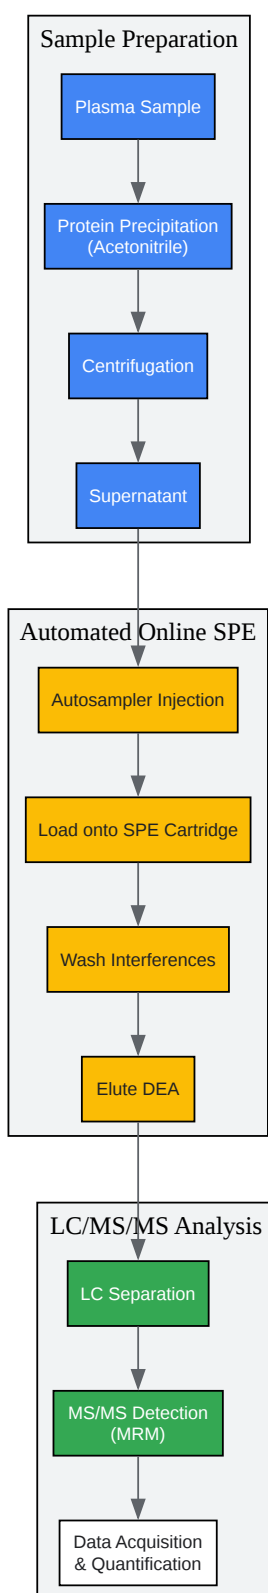 Sample Preparation
Plasma Sample
Protein Precipitation
(Acetonitrile)
Centrifugation
Supernatant
Automated Online SPE
Autosampler Injection
Load onto SPE Cartridge
Wash Interferences
Elute DEA
LC/MS/MS Analysis
LC Separation
MS/MS Detection
(MRM)
Data Acquisition
& Quantification